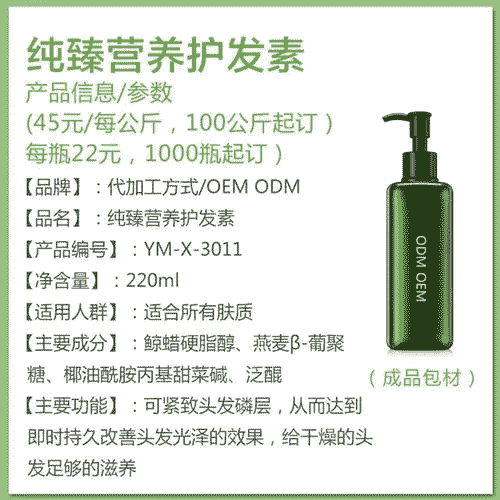 纯臻营养护发素
产品信息/参数
(45元/每公斤，100公斤起订）
每瓶22元，1000瓶起订）
【品牌】：代加工方式/OEM ODM
【品名】：纯臻营养护发素
【产品编号】：YM-X-3011
【净含量】：220ml
【适用人群】：适合所有肤质
【主要成分】：鲸蜡硬脂醇、燕麦β-葡聚
糖、椰油酰胺丙基甜菜碱、泛醌
【主要功能】：可紧致头发磷层，从而达到
即时持久改善头发光泽的效果，给干燥的头
发足够的滋养
ODM OEM
（成品包材）